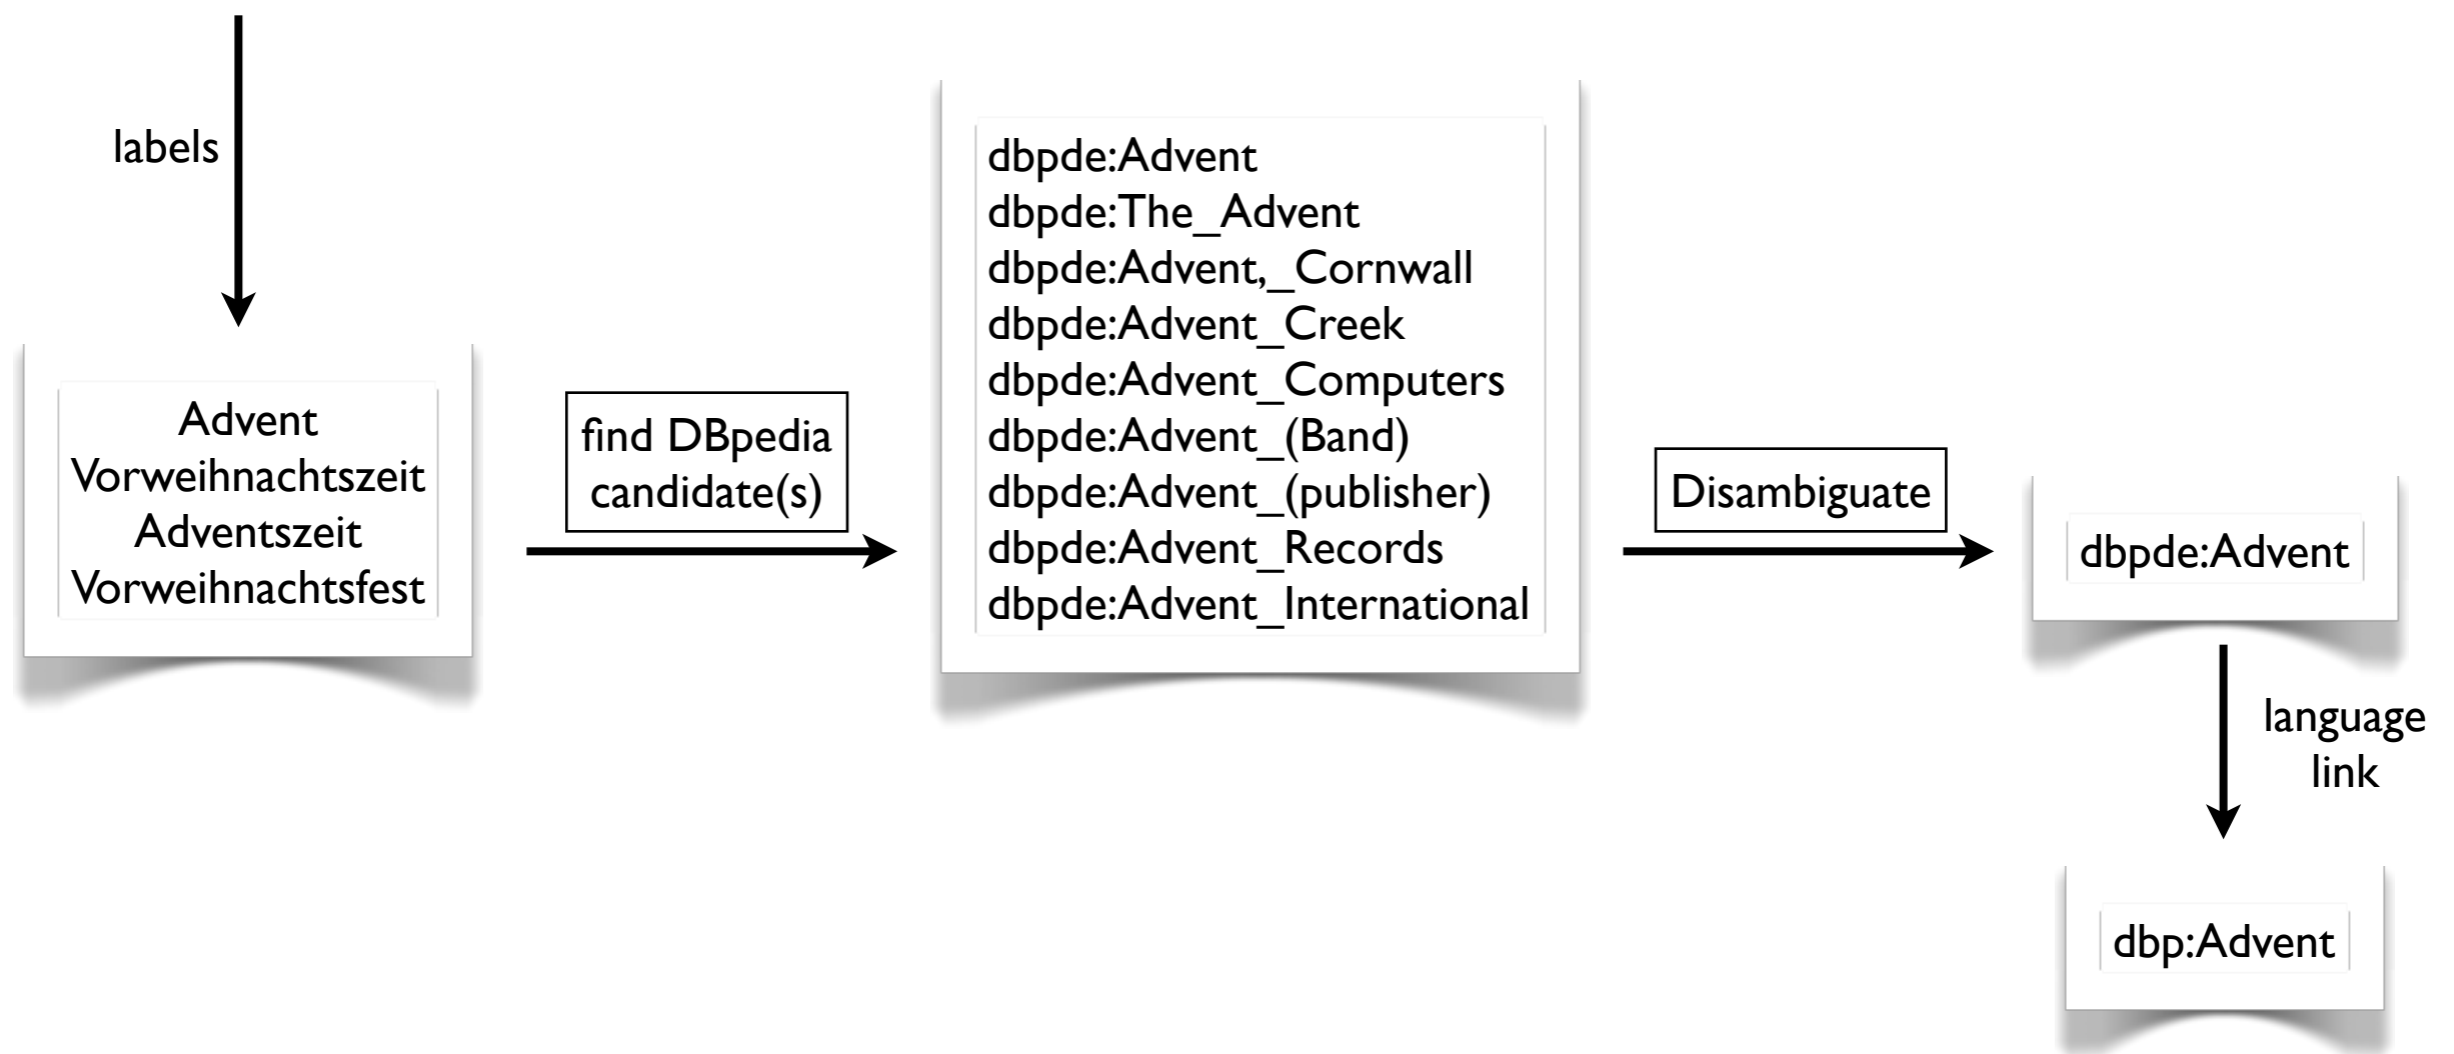 labels
Advent
Vorweihnachtszeit
Adventszeit
Vorweihnachtsfest
find DBpedia
candidate(s)
dbpde:Advent
dbpde:The_Advent
dbpde:Advent,_Cornwall
dbpde:Advent_Creek
dbpde:Advent_Computers
dbpde:Advent_(Band)
dbpde:Advent_(publisher)
dbpde:Advent_Records
dbpde:Advent_International
Disambiguate
dbpde:Advent
language
link
dbp:Advent